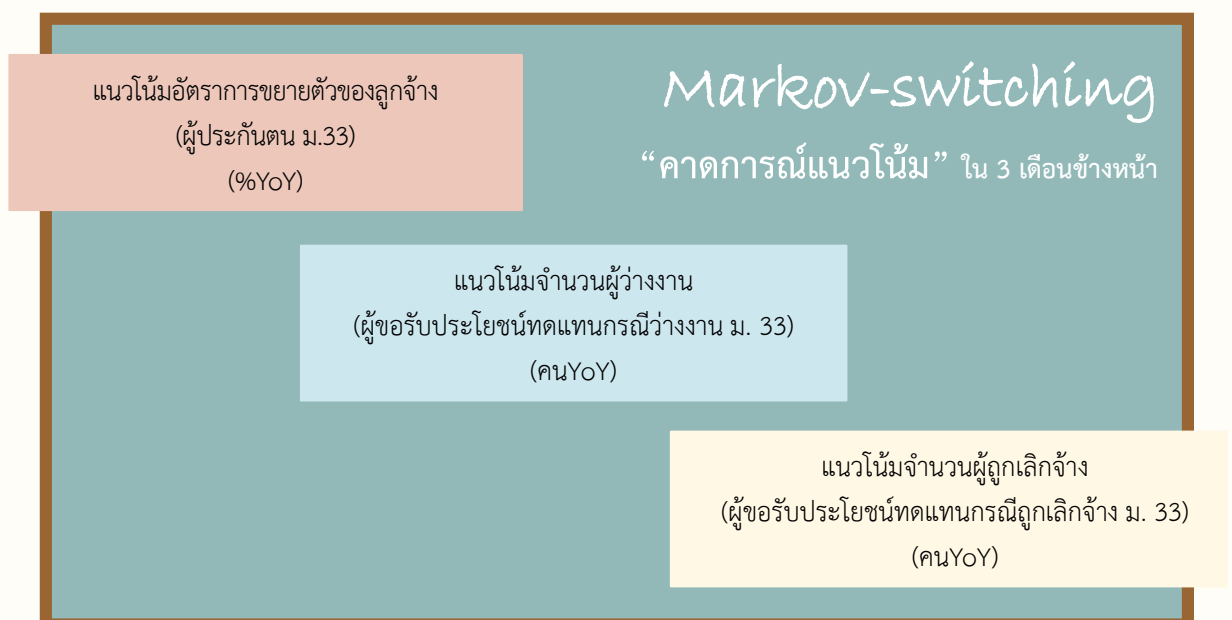 แนวโน้มอัตราการขยายตัวของลูกจ้าง
(ผู้ประกันตน ม.33)
(%YoY)
Markov-switching
“คาดการณ์แนวโน้ม” ใน 3 เดือนข้างหน้า
แนวโน้มจำนวนผู้ว่างงาน
(ผู้ขอรับประโยชน์ทดแทนกรณีว่างงาน ม. 33)
(คนYoY)
แนวโน้มจำนวนผู้ถูกเลิกจ้าง
(ผู้ขอรับประโยชน์ทดแทนกรณีถูกเลิกจ้าง ม. 33)
(คนYoY)